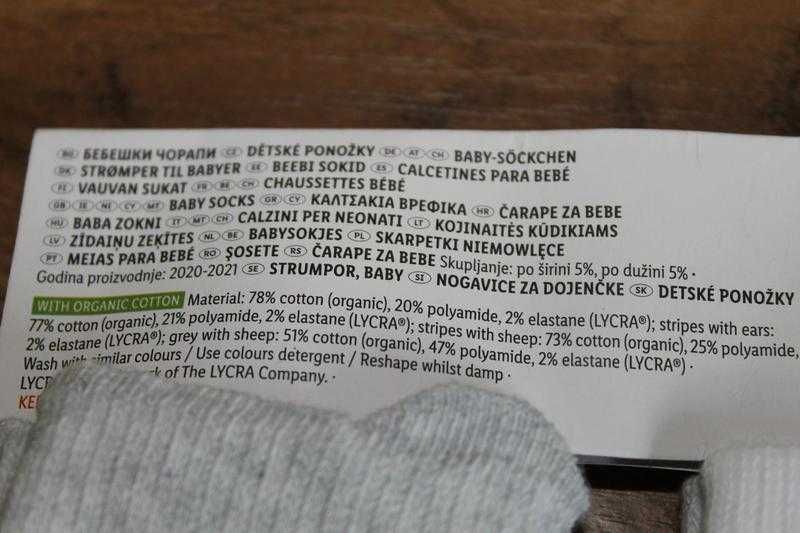 BG БЕБЕШКИ ЧОРАПИ CZ DĚTSKÉ PONOŽKY DE AT CH BABY-SÖCKCHEN
DK STRØMPER TIL BABYER EE BEEBI SOKID ES CALCETINES PARA BEBÉ
FI VAUVAN SUKAT FR BE CH CHAUSSETTES BÉBÉ
GB IE NI CY MT BABY SOCKS GR CY ΚΑΛΤΣΑΚΙΑ ΒΡΕΦΙΚΑ HR ČARAPE ZA BEBE
HU BABA ZOKNI IT MT CH CALZINI PER NEONATI LT KOJINAITĖS KŪDIKIAMS
LV ZĪDAIŅU ZEĶĪTES NL BE BABYSOKJES PL SKARPETKI NIEMOWLĘCE
PT MEIAS PARA BEBÉ RO ȘOSETE RS ČARAPE ZA BEBE Skupljanje: po širini 5%, po dužini 5% ·
Godina proizvodnje: 2020-2021 SE STRUMPOR, BABY SI NOGAVICE ZA DOJENČKE SK DETSKÉ PONOŽKY
WITH ORGANIC COTTON Material: 78% cotton (organic), 20% polyamide, 2% elastane (LYCRA®); stripes with ears:
77% cotton (organic), 21% polyamide, 2% elastane (LYCRA®); stripes with sheep: 73% cotton (organic), 25% polyamide,
2% elastane (LYCRA®); grey with sheep: 51% cotton (organic), 47% polyamide, 2% elastane (LYCRA®) ·
Wash with similar colours / Use colours detergent / Reshape whilst damp ·
of The LYCRA Company. ·